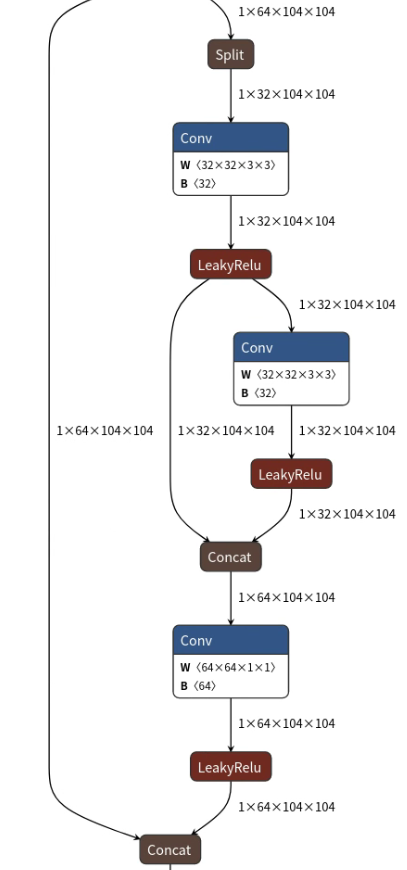 1×64×104×104
Split
1×32×104×104
Conv
W ⟨32×32×3×3⟩
B ⟨32⟩
1×32×104×104
LeakyRelu
1×32×104×104
Conv
W ⟨32×32×3×3⟩
B ⟨32⟩
1×64×104×104
1×32×104×104
1×32×104×104
LeakyRelu
1×32×104×104
Concat
1×64×104×104
Conv
W ⟨64×64×1×1⟩
B ⟨64⟩
1×64×104×104
LeakyRelu
1×64×104×104
Concat